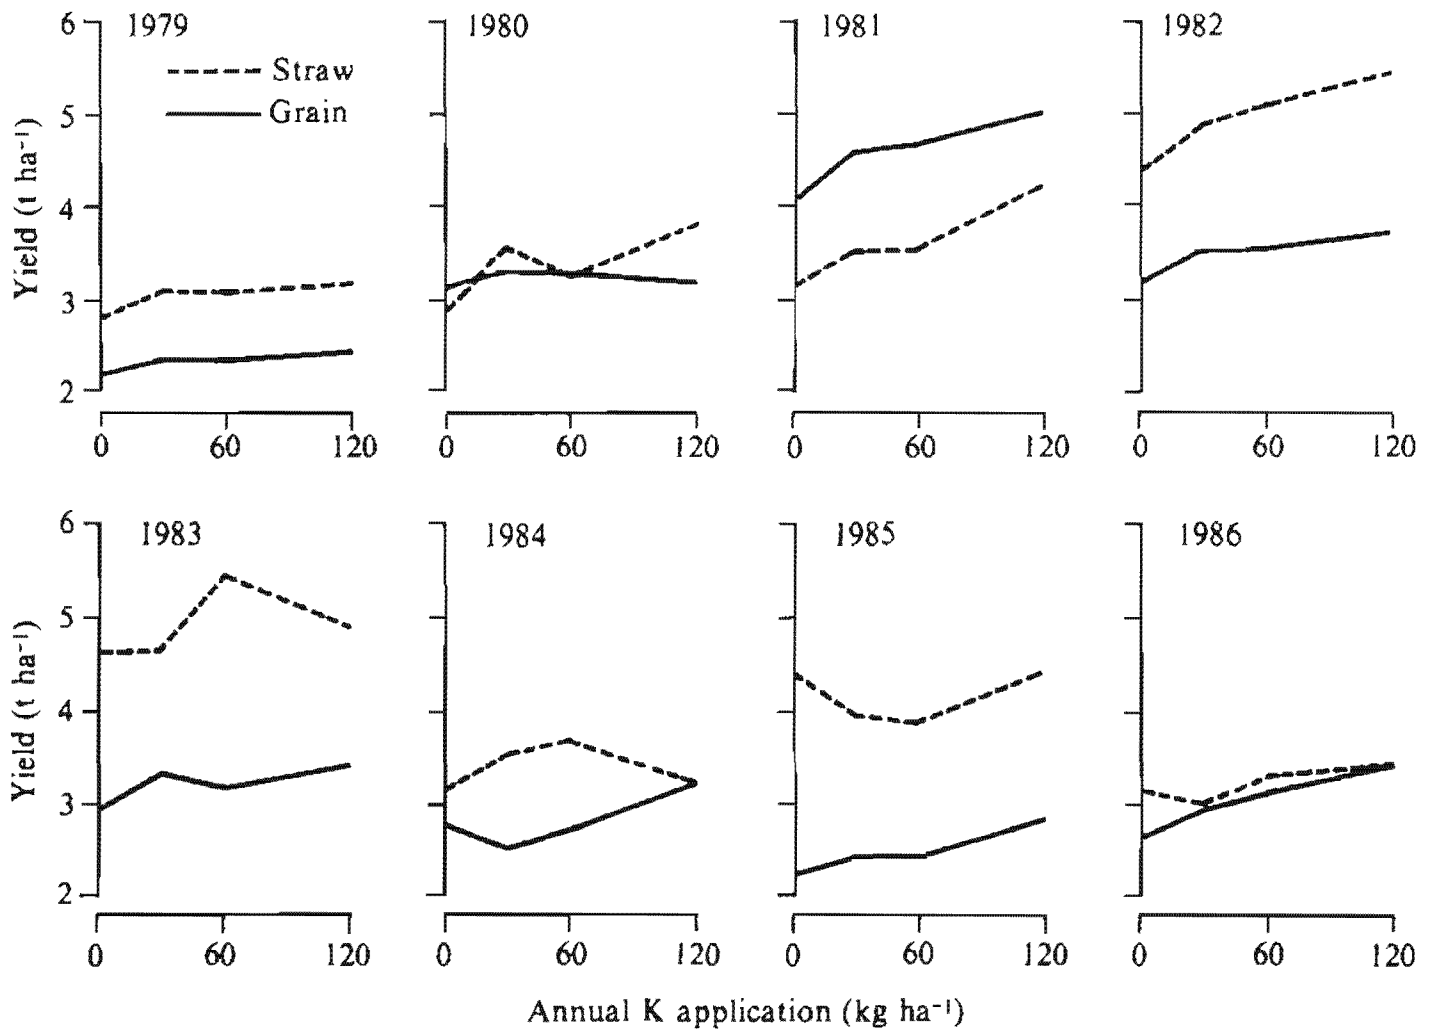 6 1979 1980 1981 1982
Straw
5 Grain
4
3
2
0 60 120 0 60 120 0 60 120 0 60 120
Yield (t ha⁻¹)
6 1983 1984 1985 1986
5
4
3
2
0 60 120 0 60 120 0 60 120 0 60 120
Yield (t ha⁻¹)
Annual K application (kg ha⁻¹)